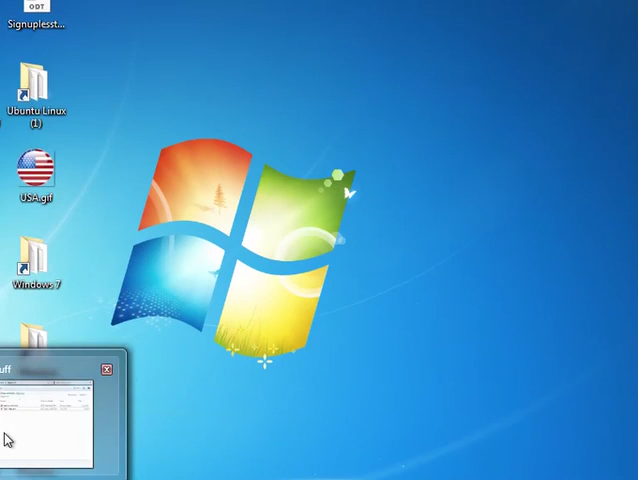 ODT
Signuplesst...
Ubuntu Linux
(1)
USA.gif
Windows 7
uff